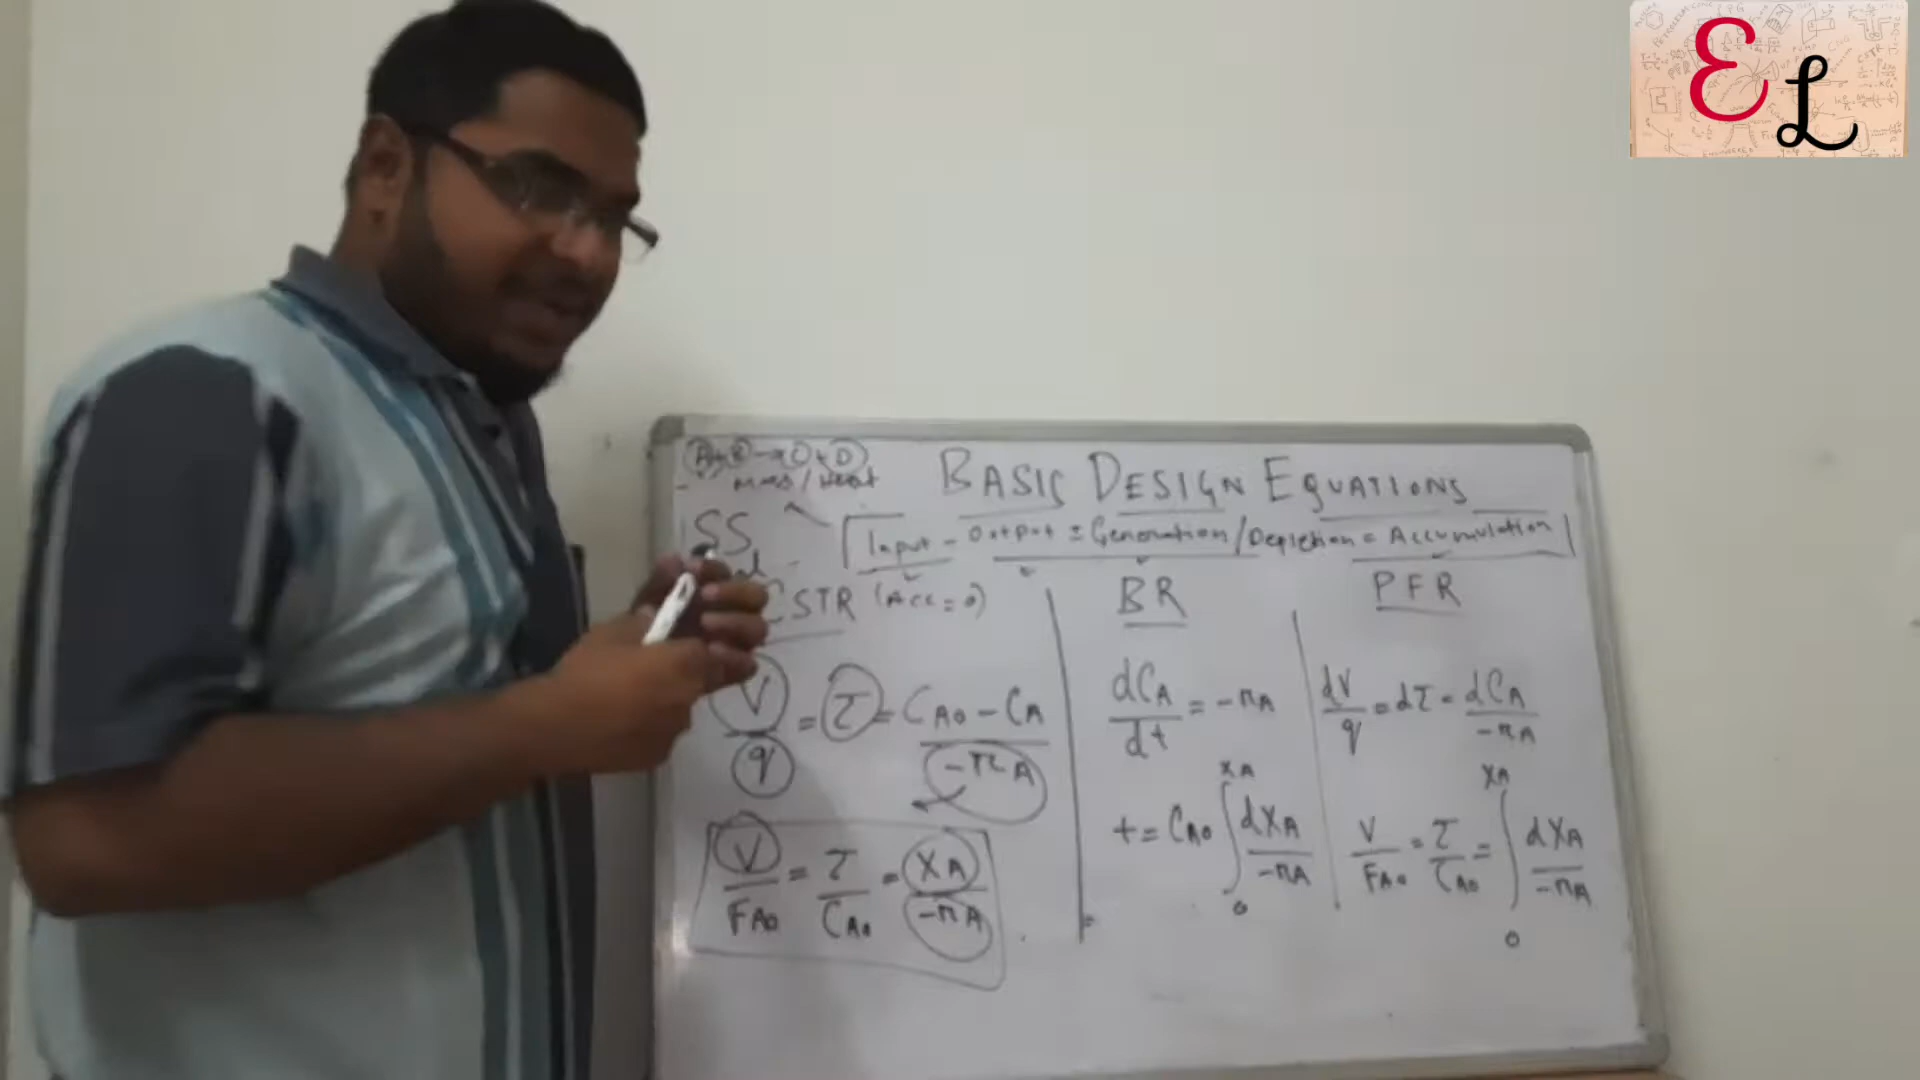 A + B → C + D
BASIC DESIGN EQUATIONS
Mass / Heat
SS
Input - Output ± Generation / Depletion = Accumulation
CSTR (Acc = 0)
BR
PFR
V/q = τ = CA0 - CA / -rA
V/FA0 = τ/CA0 = XA/-rA
dCA/dt = -rA
t = CA0 ∫0^XA dXA/-rA
dV/q = dτ = dCA/-rA
V/FA0 = τ/CA0 = ∫0^XA dXA/-rA
EL